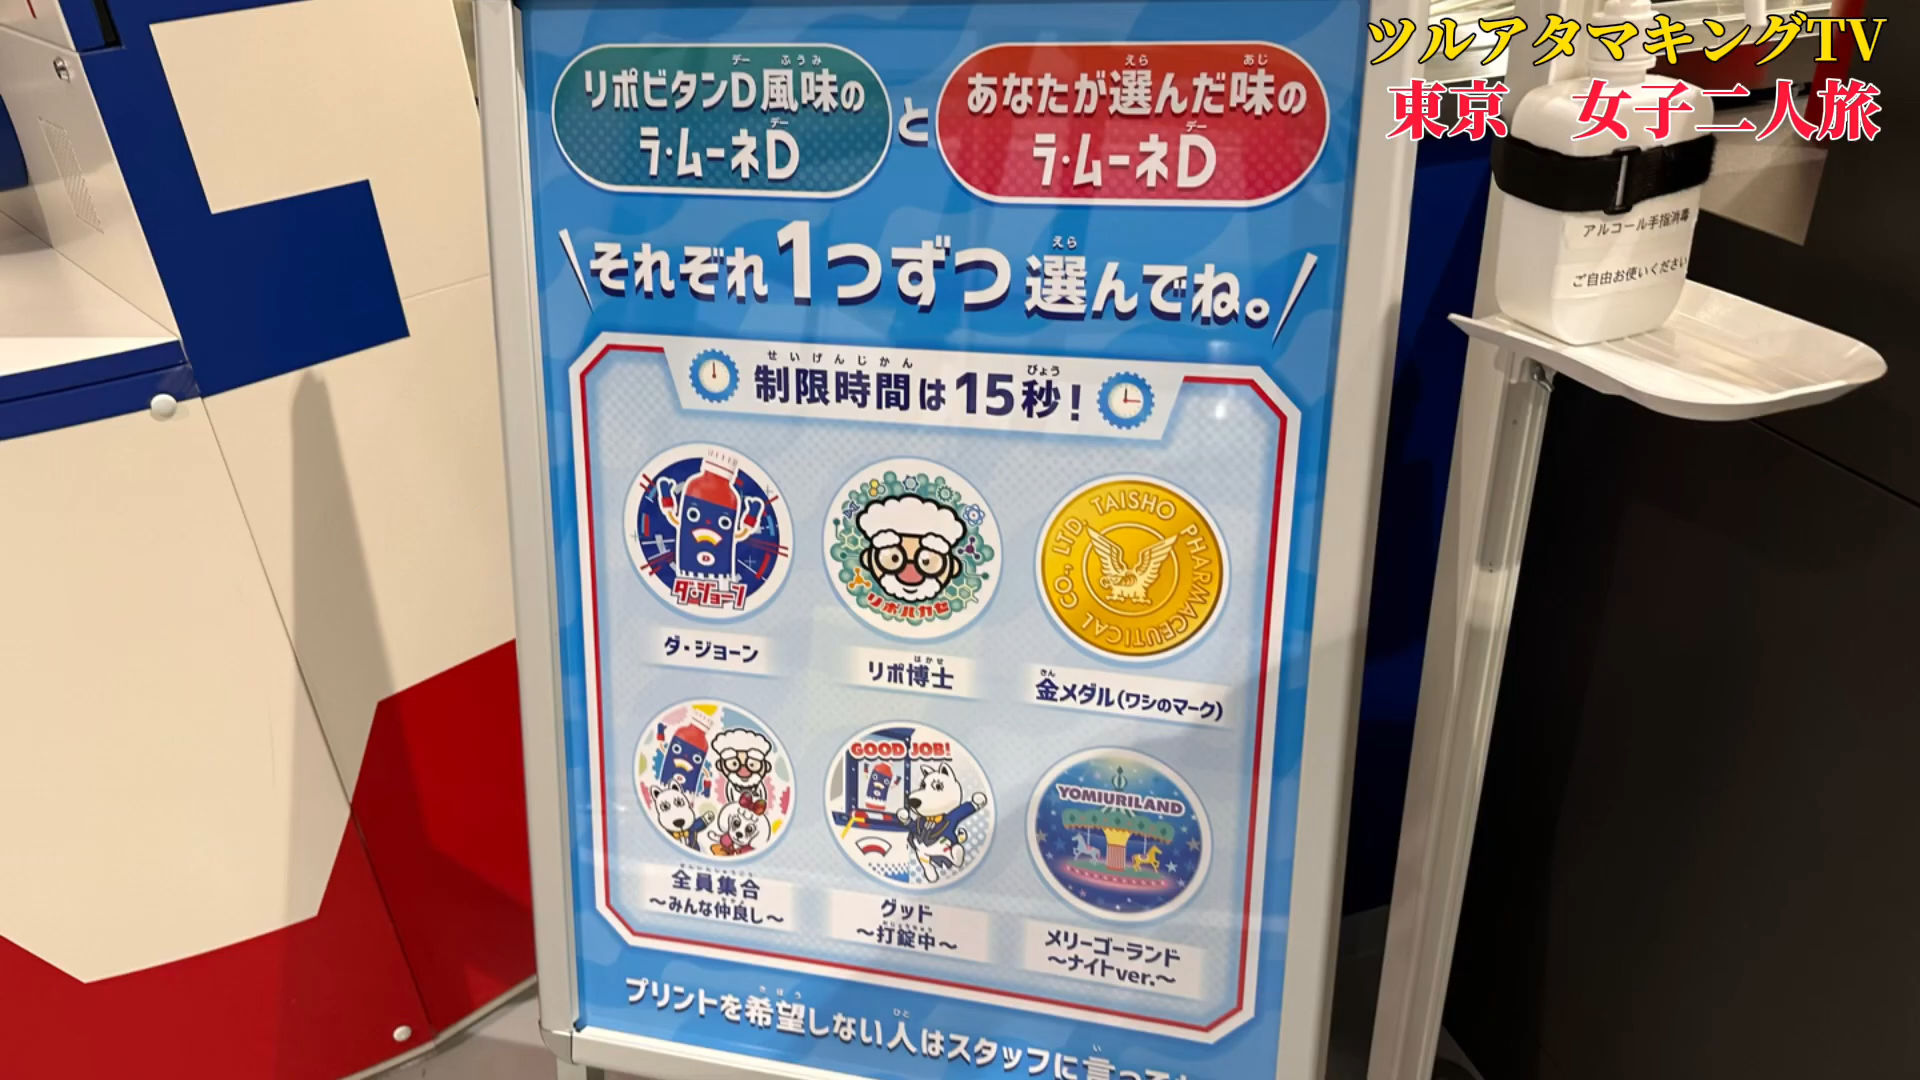 ツルアタマキングTV
東京　女子二人旅
リポビタンD風味の
ラ・ムーネD
と
あなたが選んだ味の
ラ・ムーネD
それぞれ1つずつ選んでね。
制限時間は15秒!
ダ・ジョーン
ダ・ジョーン
リポハカセ
リポ博士
TAISHO PHARMACEUTICAL CO., LTD.
金メダル(ワシのマーク)
全員集合
～みんな仲良し～
GOOD JOB!
グッド
～打錠中～
YOMIURILAND
メリーゴーランド
～ナイトver.～
プリントを希望しない人はスタッフに言って
アルコール手指消毒
ご自由お使いください